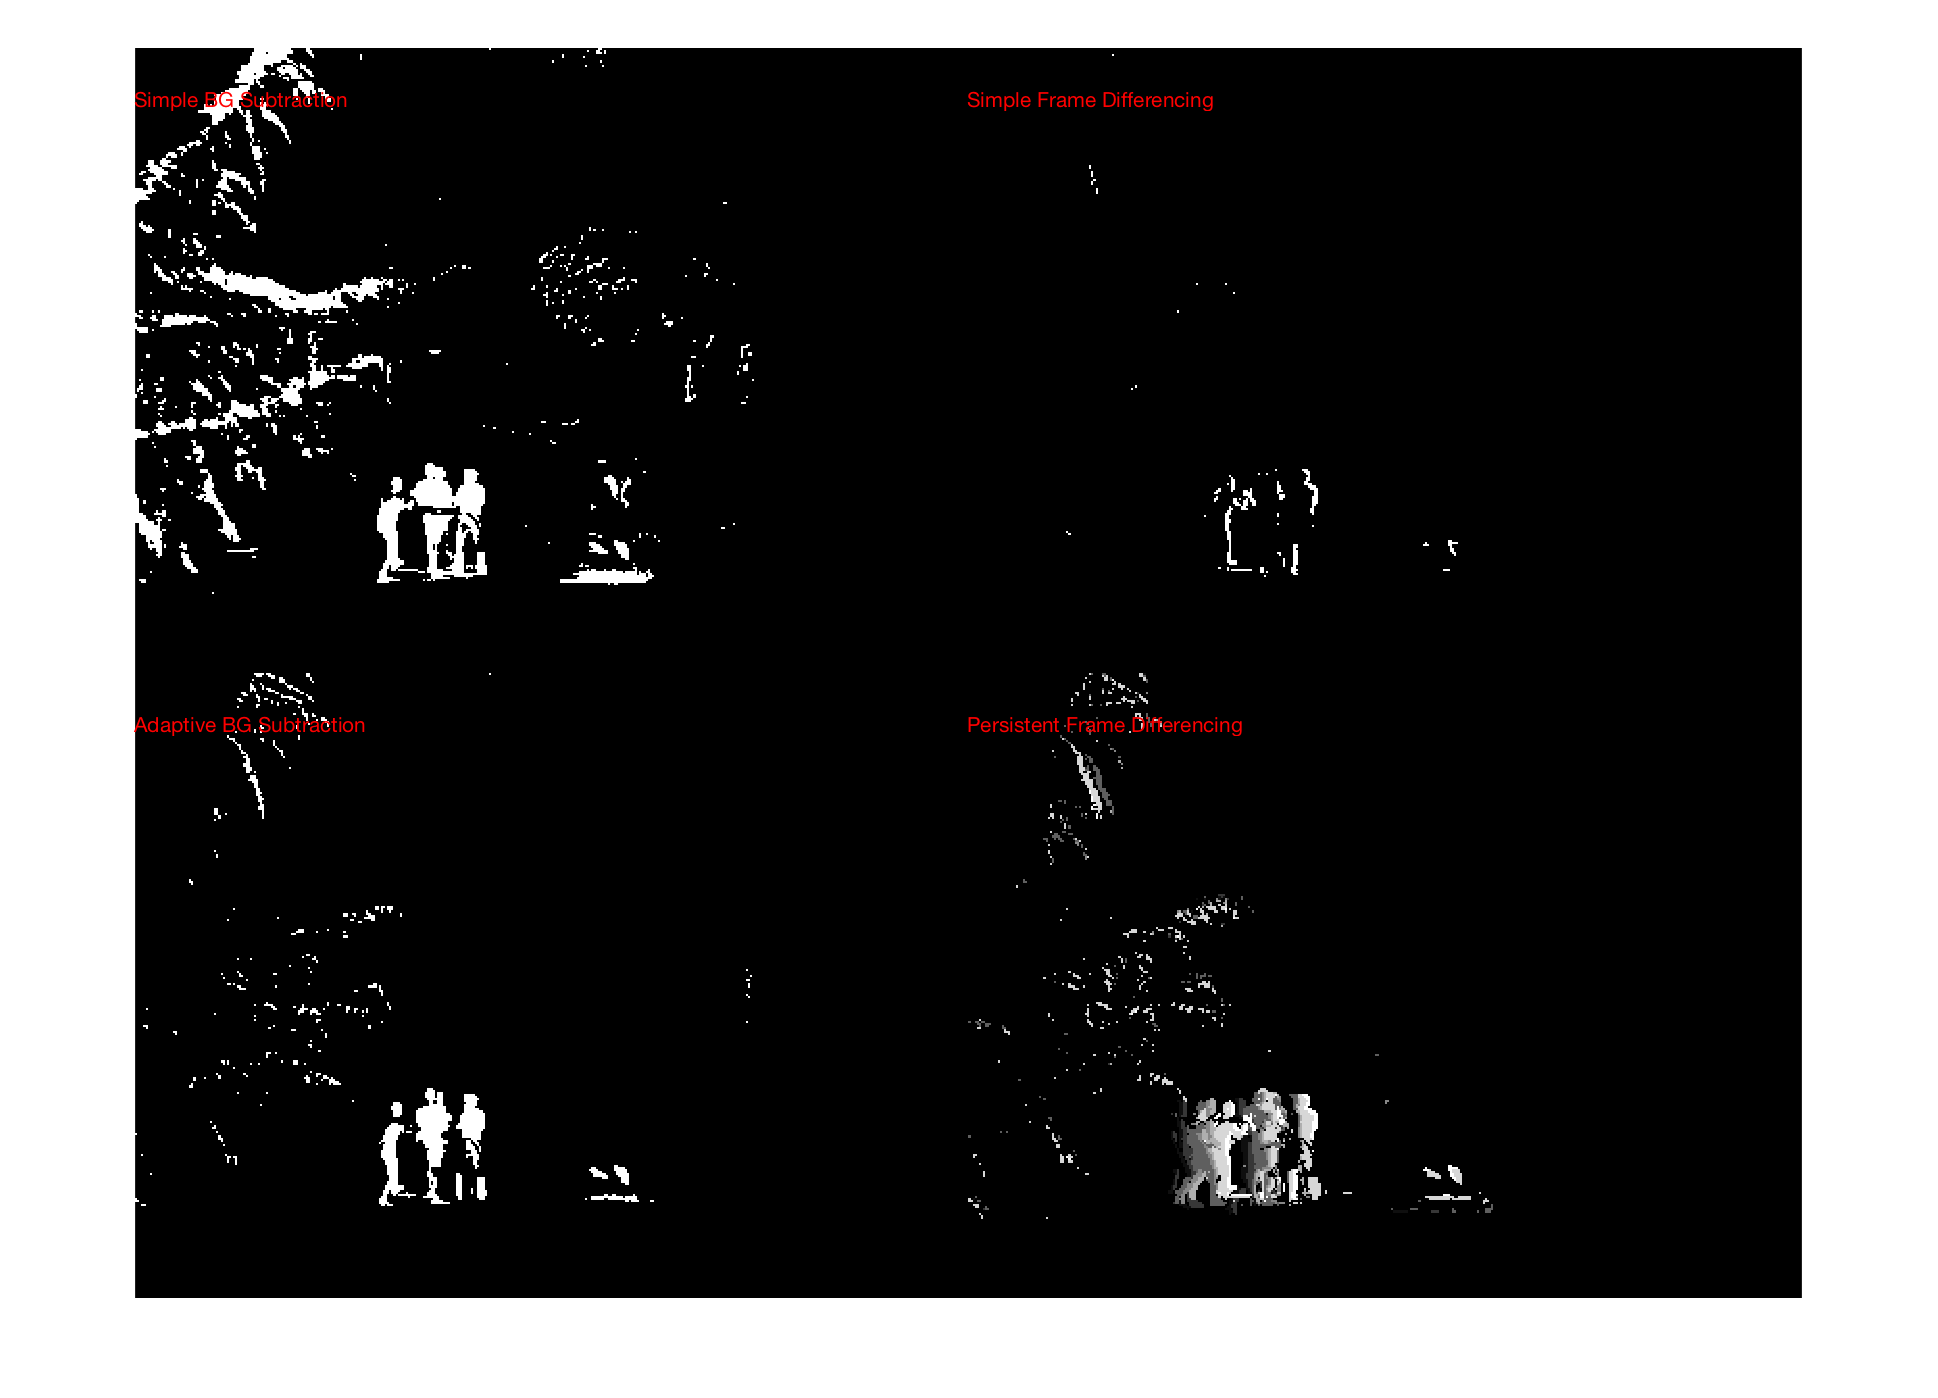 Simple BG Subtraction
Simple Frame Differencing
Adaptive BG Subtraction
Persistent Frame Differencing